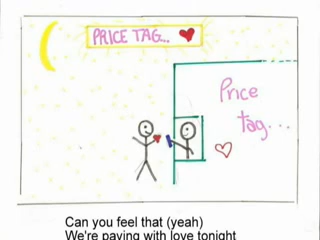 PRICE TAG..
Price
tag...
Can you feel that (yeah)
We're paying with love tonight